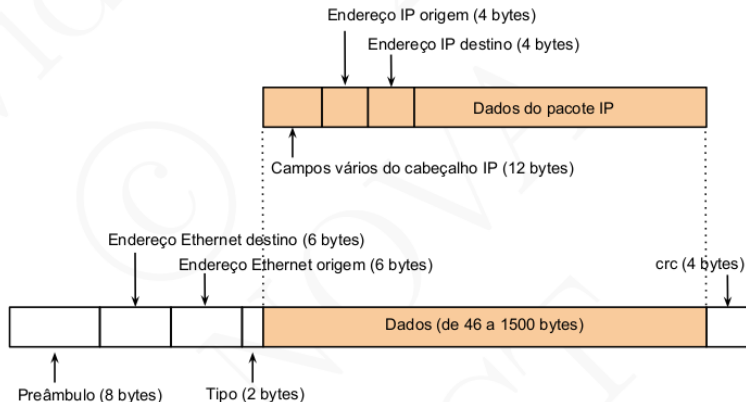 Endereço IP origem (4 bytes)
Endereço IP destino (4 bytes)
Dados do pacote IP
Campos vários do cabeçalho IP (12 bytes)
Endereço Ethernet destino (6 bytes)
Endereço Ethernet origem (6 bytes)
crc (4 bytes)
Dados (de 46 a 1500 bytes)
Preâmbulo (8 bytes)
Tipo (2 bytes)